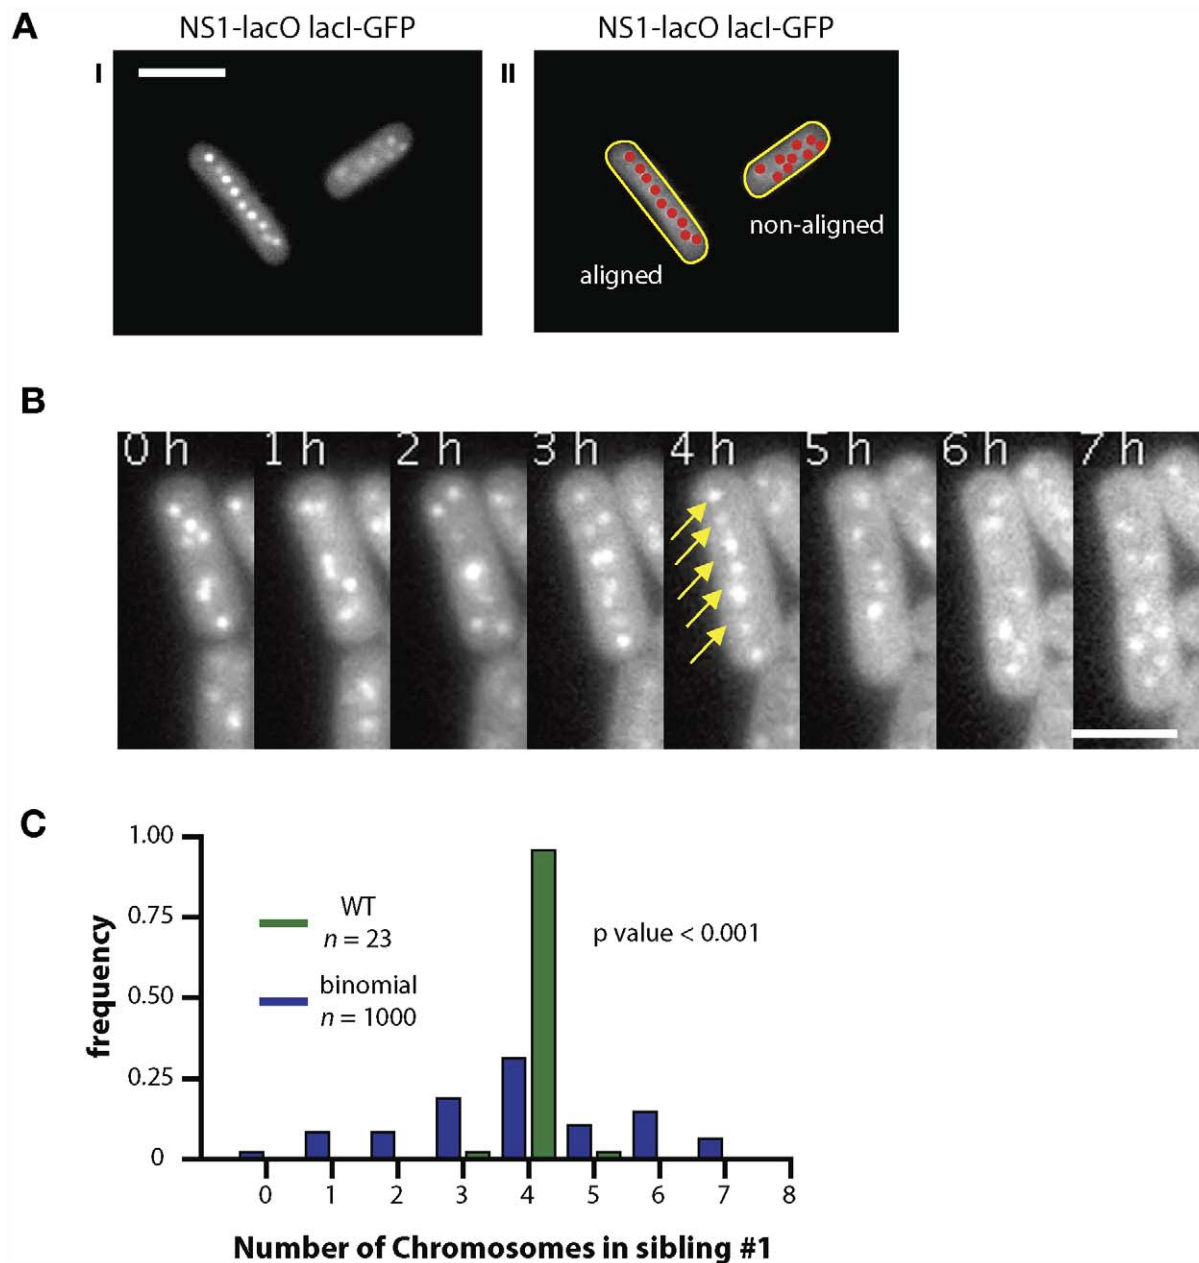 A
NS1-lacO lacI-GFP
NS1-lacO lacI-GFP
I
II
aligned
non-aligned
B
0 h
1 h
2 h
3 h
4 h
5 h
6 h
7 h
C
1.00
0.75
0.50
0.25
0
frequency
WT
n = 23
binomial
n = 1000
p value < 0.001
0 1 2 3 4 5 6 7 8
Number of Chromosomes in sibling #1